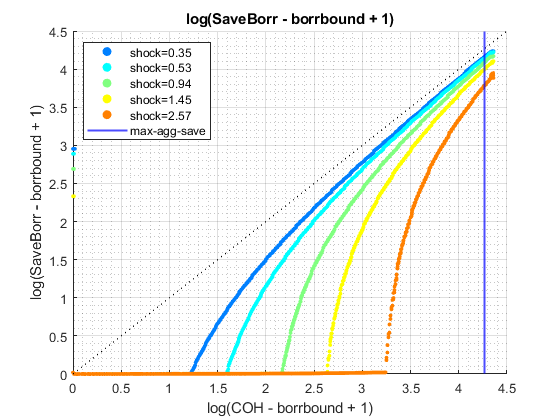 log(SaveBorr - borrbound + 1)
4.5
4
3.5
3
2.5
2
1.5
1
0.5
0
log(SaveBorr - borrbound + 1)
shock=0.35
shock=0.53
shock=0.94
shock=1.45
shock=2.57
max-agg-save
0 0.5 1 1.5 2 2.5 3 3.5 4 4.5
log(COH - borrbound + 1)